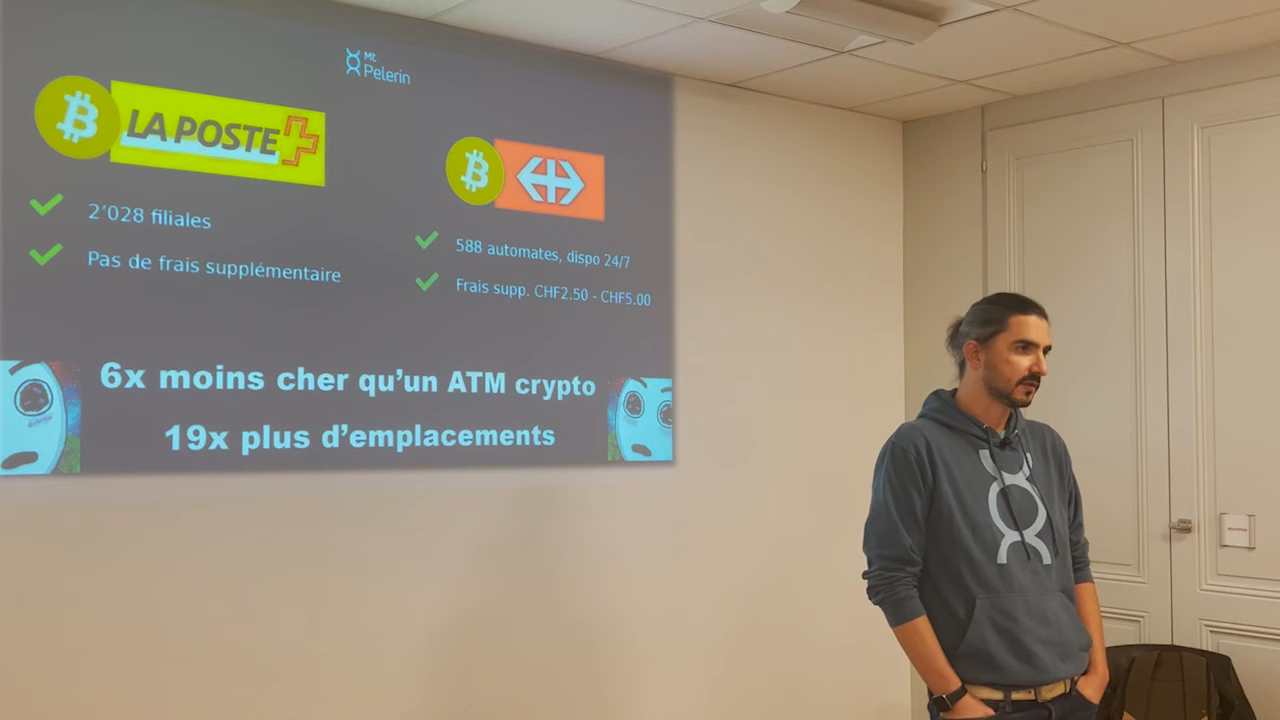 Mt
Pelerin
LA POSTE
2’028 filiales
Pas de frais supplémentaire
588 automates, dispo 24/7
Frais supp. CHF2.50 - CHF5.00
6x moins cher qu’un ATM crypto
19x plus d’emplacements